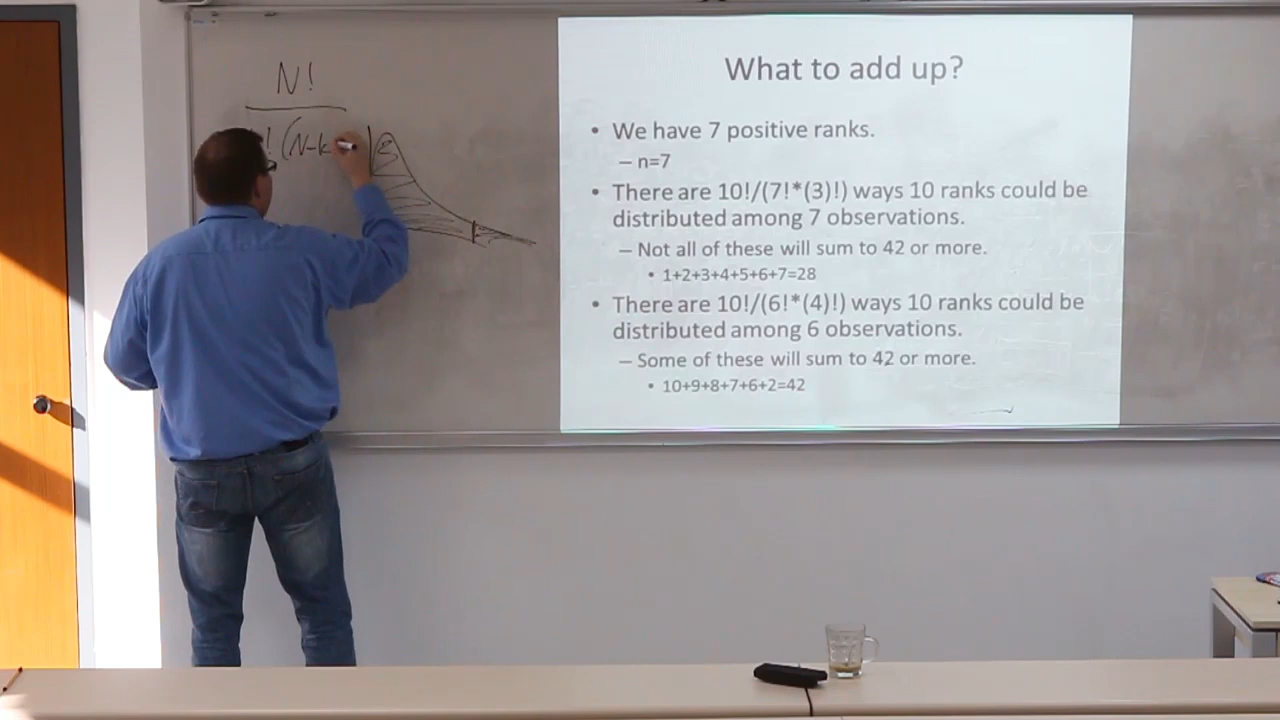 N!
! (N-k
What to add up?
• We have 7 positive ranks.
– n=7
• There are 10!/(7!*(3)!) ways 10 ranks could be
distributed among 7 observations.
– Not all of these will sum to 42 or more.
• 1+2+3+4+5+6+7=28
• There are 10!/(6!*(4)!) ways 10 ranks could be
distributed among 6 observations.
– Some of these will sum to 42 or more.
• 10+9+8+7+6+2=42